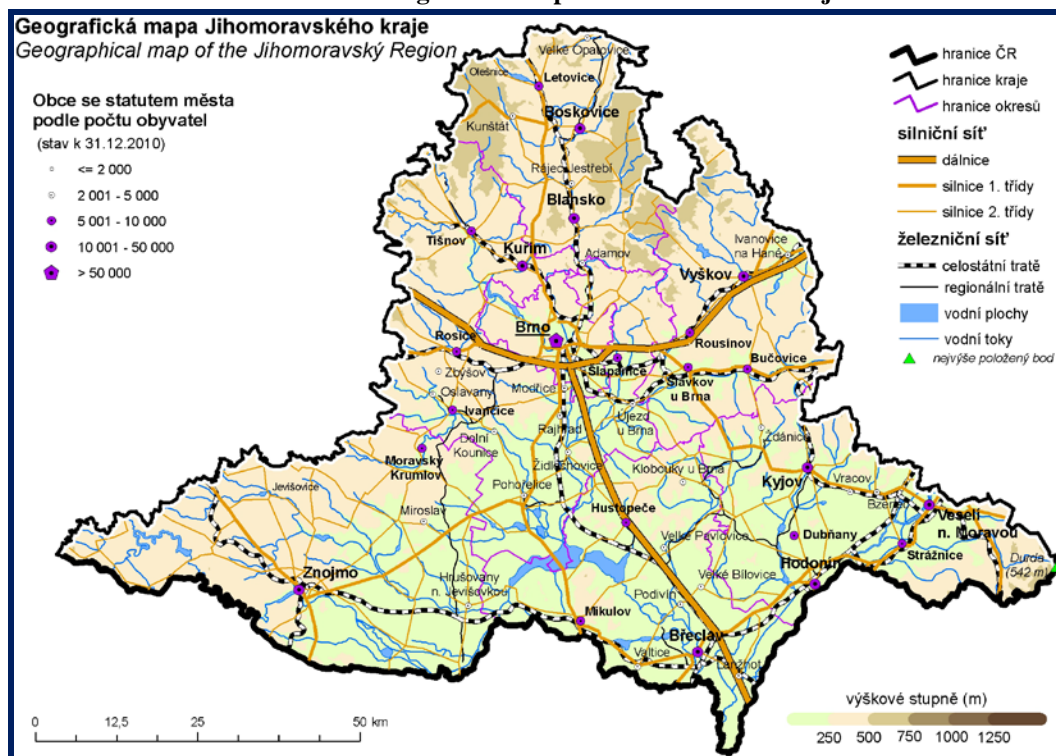 Geografická mapa Jihomoravského kraje
Geographical map of the Jihomoravský Region
Obce se statutem města
podle počtu obyvatel
(stav k 31.12.2010)
<= 2 000
2 001 - 5 000
5 001 - 10 000
10 001 - 50 000
> 50 000
hranice ČR
hranice kraje
hranice okresů
silniční síť
dálnice
silnice 1. třídy
silnice 2. třídy
železniční síť
celostátní tratě
regionální tratě
vodní plochy
vodní toky
nejvýše položený bod
Velké Opatovice
Olešnice
Letovice
Boskovice
Kunštát
Rájec-Jestřebí
Blansko
Tišnov
Kuřim
Adamov
Ivanovice
na Hané
Vyškov
Brno
Rosice
Rousínov
Bučovice
Zbyšov
Šlapanice
Slavkov
u Brna
Oslavany
Modřice
Ivančice
Rajhrad
Újezd
u Brna
Dolní
Kounice
Ždánice
Moravský
Krumlov
Židlochovice
Klobouky u Brna
Kyjov
Vracov
Jevišovice
Pohořelice
Bzenec
Miroslav
Hustopeče
Veselí
n. Moravou
Dubňany
Strážnice
Velké Pavlovice
Durda
(542 m)
Znojmo
Hodonín
Hrušovany
n. Jevišovkou
Velké Bílovice
Podivín
Mikulov
Břeclav
Valtice
Lanžhot
0
12,5
25
50 km
výškové stupně (m)
250
500
750
1000
1250